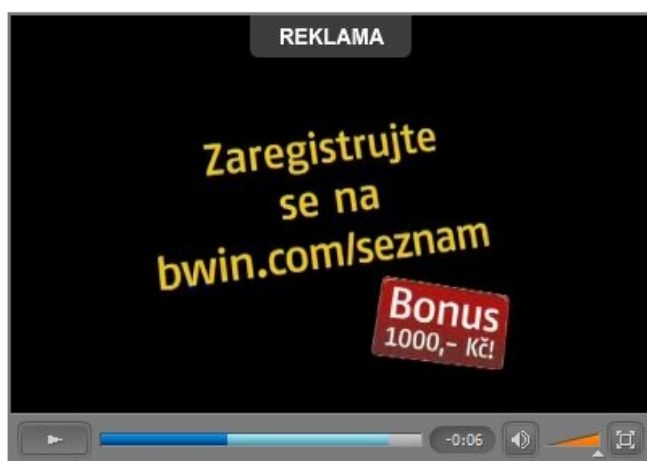 REKLAMA
Zaregistrujte
se na
bwin.com/seznam
Bonus
1000,- Kč!
-0:06